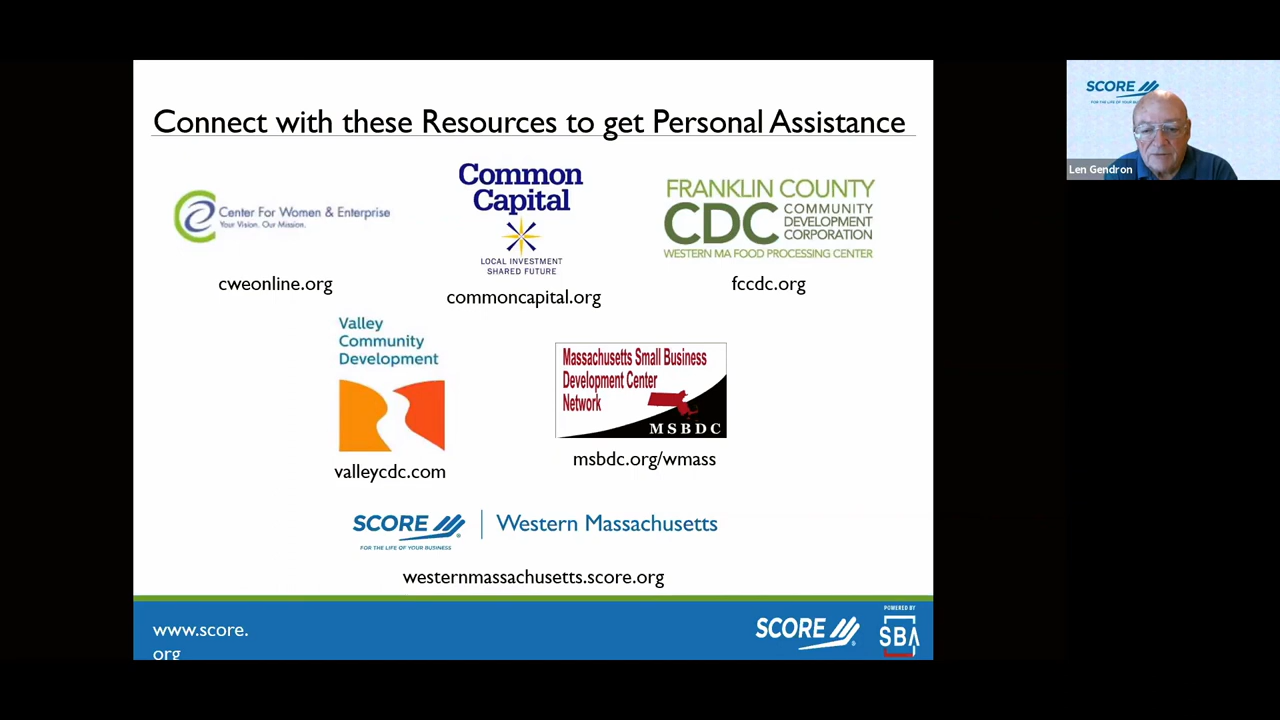 Connect with these Resources to get Personal Assistance
Center For Women & Enterprise
Your Vision. Our Mission.
cweonline.org
Common
Capital
LOCAL INVESTMENT
SHARED FUTURE
commoncapital.org
FRANKLIN COUNTY
CDC
COMMUNITY
DEVELOPMENT
CORPORATION
WESTERN MA FOOD PROCESSING CENTER
fccdc.org
Valley
Community
Development
valleycdc.com
Massachusetts Small Business
Development Center
Network
MSBDC
msbdc.org/wmass
SCORE
FOR THE LIFE OF YOUR BUSINESS
Western Massachusetts
westernmassachusetts.score.org
www.score.
org
SCORE
POWERED BY
SBA
SCORE
FOR THE LIFE OF YOUR
Len Gendron